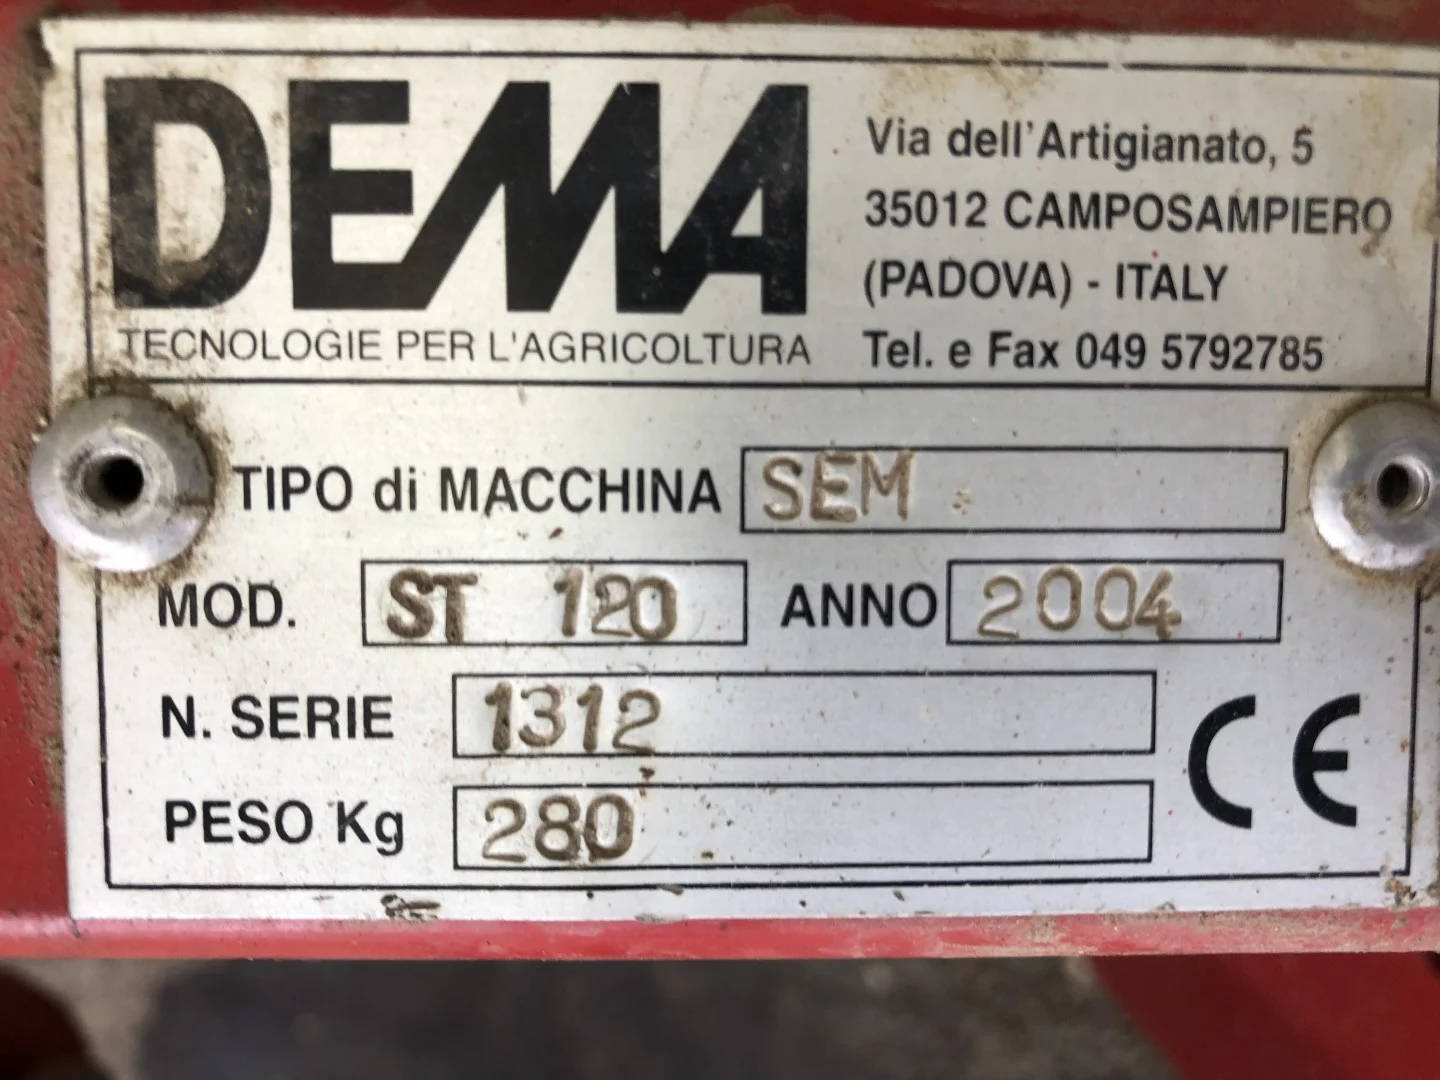 DEMA
TECNOLOGIE PER L'AGRICOLTURA
Via dell'Artigianato, 5
35012 CAMPOSAMPIERO
(PADOVA) - ITALY
Tel. e Fax 049 5792785
TIPO di MACCHINA SEM.
MOD. ST 120 ANNO 2004
N. SERIE 1312
PESO Kg 280
CE